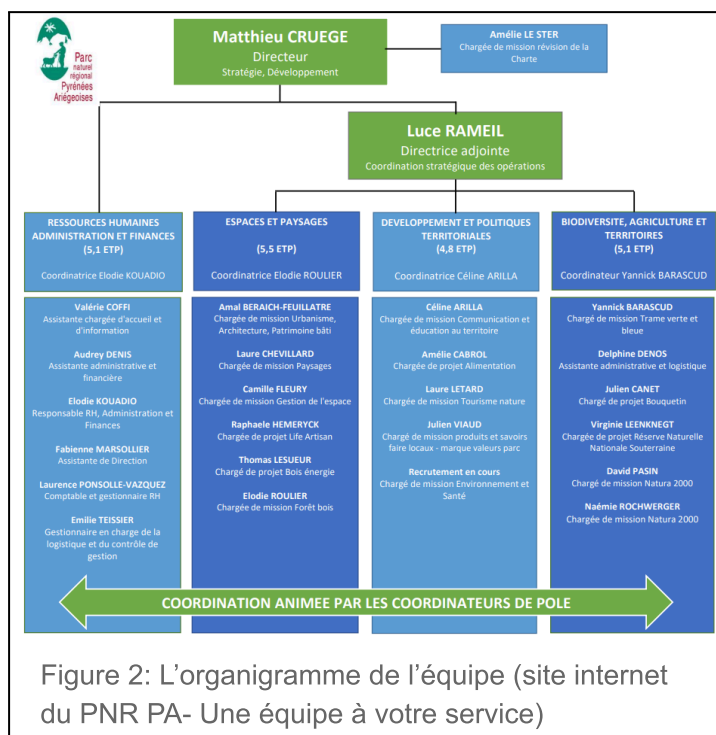 Parc
naturel
régional
Pyrénées
Ariégeoises
Matthieu CRUEGE
Directeur
Stratégie, Développement
Amélie LE STER
Chargée de mission révision de la
Charte
Luce RAMEIL
Directrice adjointe
Coordination stratégique des opérations
RESSOURCES HUMAINES
ADMINISTRATION ET FINANCES
(5,1 ETP)
Coordinatrice Elodie KOUADIO
ESPACES ET PAYSAGES
(5,5 ETP)
Coordinatrice Elodie ROULIER
DEVELOPPEMENT ET POLITIQUES
TERRITORIALES
(4,8 ETP)
Coordinatrice Céline ARILLA
BIODIVERSITE, AGRICULTURE ET
TERRITOIRES
(5,1 ETP)
Coordinateur Yannick BARASCUD
Valérie COFFI
Assistante chargée d'accueil et
d'information
Audrey DENIS
Assistante administrative et
financière
Elodie KOUADIO
Responsable RH, Administration et
Finances
Fabienne MARSOLLIER
Assistante de Direction
Laurence PONSOLLE-VAZQUEZ
Comptable et gestionnaire RH
Emilie TEISSIER
Gestionnaire en charge de la
logistique et du contrôle de
gestion
Amal BERAICH-FEUILLATRE
Chargée de mission Urbanisme,
Architecture, Patrimoine bâti
Laure CHEVILLARD
Chargée de mission Paysages
Camille FLEURY
Chargée de mission Gestion de l'espace
Raphaele HEMERYCK
Chargée de projet Life Artisan
Thomas LESUEUR
Chargé de projet Bois énergie
Elodie ROULIER
Chargée de mission Forêt bois
Céline ARILLA
Chargée de mission Communication et
éducation au territoire
Amélie CABROL
Chargée de projet Alimentation
Laure LETARD
Chargée de mission Tourisme nature
Julien VIAUD
Chargé de mission produits et savoirs
faire locaux - marque valeurs parc
Recrutement en cours
Chargé de mission Environnement et
Santé
Yannick BARASCUD
Chargé de mission Trame verte et
bleue
Delphine DENOS
Assistante administrative et logistique
Julien CANET
Chargé de projet Bouquetin
Virginie LEENKNEGT
Chargée de projet Réserve Naturelle
Nationale Souterraine
David PASIN
Chargé de mission Natura 2000
Naémie ROCHWERGER
Chargée de mission Natura 2000
COORDINATION ANIMEE PAR LES COORDINATEURS DE POLE
Figure 2: L'organigramme de l'équipe (site internet
du PNR PA- Une équipe à votre service)